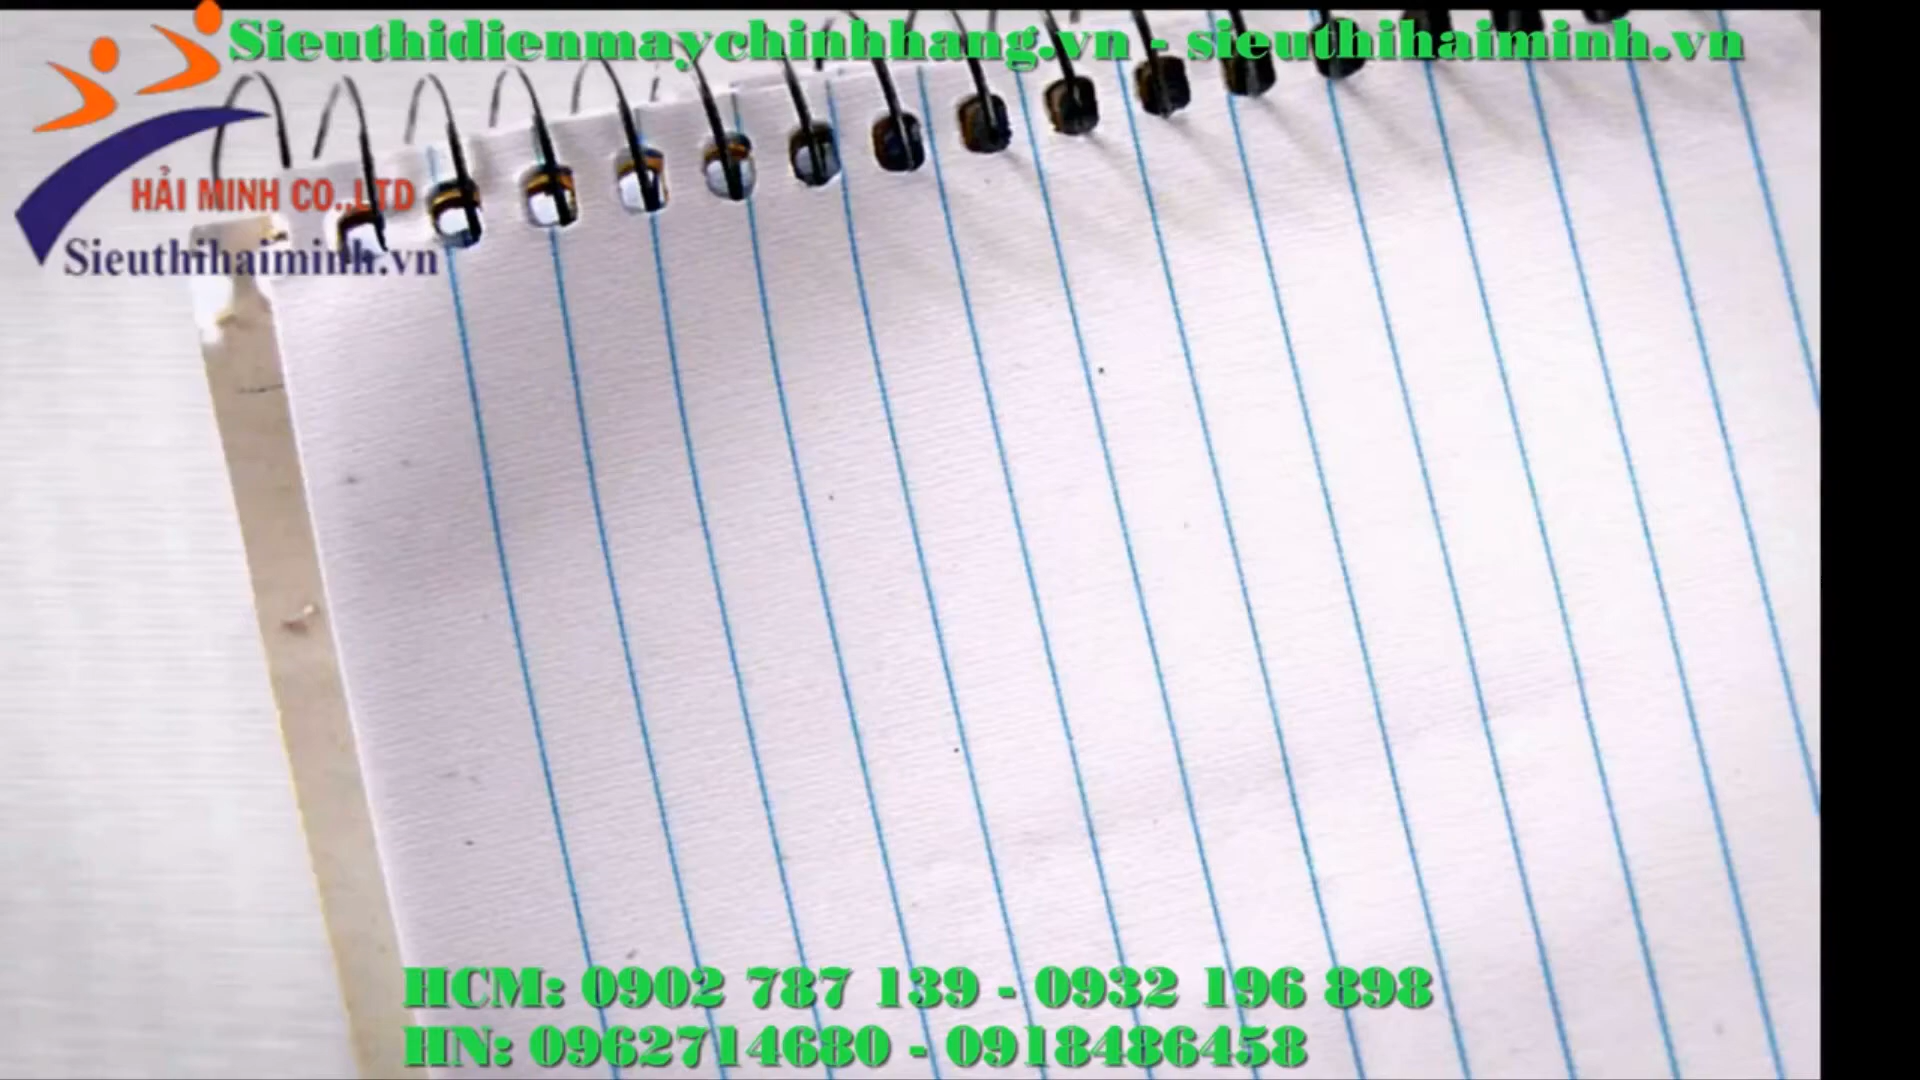 Sieuthidienmaychinhhang.vn - sieuthihaiminh.vn
HẢI MINH CO.,LTD
Sieuthihaiminh.vn
HCM: 0902 787 139 - 0932 196 898
HN: 0962714680 - 0918486458